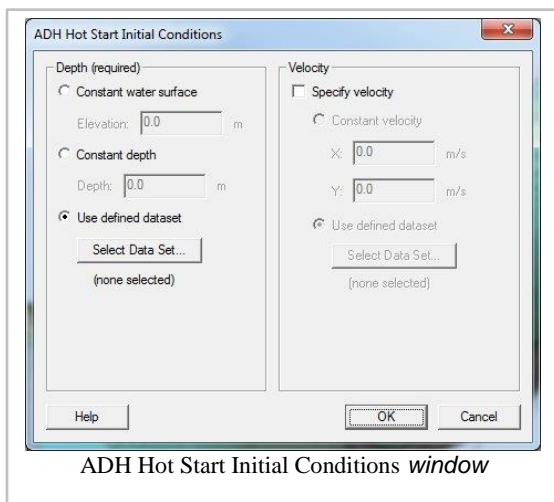 ADH Hot Start Initial Conditions
Depth (required)
Constant water surface
Elevation: 0.0 m
Constant depth
Depth: 0.0 m
Use defined dataset
Select Data Set...
(none selected)
Velocity
Specify velocity
Constant velocity
X: 0.0 m/s
Y: 0.0 m/s
Use defined dataset
Select Data Set...
(none selected)
Help
OK
Cancel
ADH Hot Start Initial Conditions window